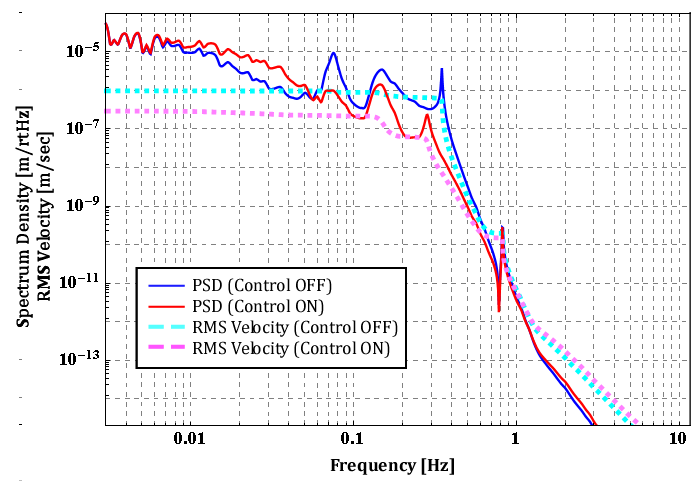 Spectrum Density [m/rtHz]
RMS Velocity [m/sec]
10-5
10-7
10-9
10-11
10-13
PSD (Control OFF)
PSD (Control ON)
RMS Velocity (Control OFF)
RMS Velocity (Control ON)
0.01 0.1 1 10
Frequency [Hz]